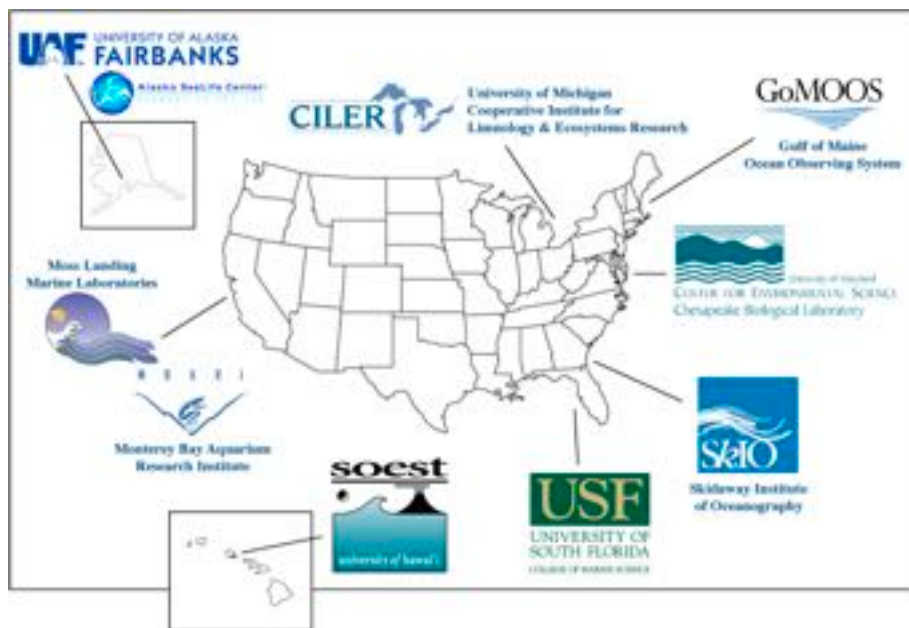 UAF UNIVERSITY OF ALASKA
FAIRBANKS
Alaska SeaLife Center
CILER
University of Michigan
Cooperative Institute for
Limnology & Ecosystems Research
GoMOOS
Gulf of Maine
Ocean Observing System
Moss Landing
Marine Laboratories
University of Maryland
CENTER FOR ENVIRONMENTAL SCIENCE
Chesapeake Biological Laboratory
Monterey Bay Aquarium
Research Institute
soest
university of hawai'i
USF
UNIVERSITY OF
SOUTH FLORIDA
COLLEGE OF MARINE SCIENCE
SkIO
Skidaway Institute
of Oceanography